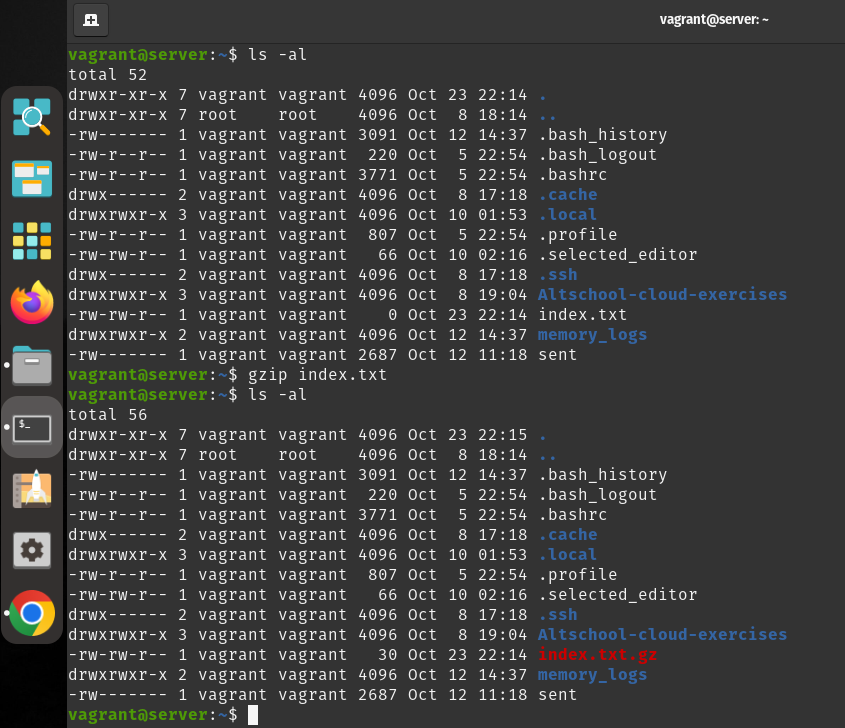 vagrant@server: ~
vagrant@server:~$ ls -al
total 52
drwxr-xr-x 7 vagrant vagrant 4096 Oct 23 22:14 .
drwxr-xr-x 7 root    root    4096 Oct  8 18:14 ..
-rw------- 1 vagrant vagrant 3091 Oct 12 14:37 .bash_history
-rw-r--r-- 1 vagrant vagrant  220 Oct  5 22:54 .bash_logout
-rw-r--r-- 1 vagrant vagrant 3771 Oct  5 22:54 .bashrc
drwx------ 2 vagrant vagrant 4096 Oct  8 17:18 .cache
drwxrwxr-x 3 vagrant vagrant 4096 Oct 10 01:53 .local
-rw-r--r-- 1 vagrant vagrant  807 Oct  5 22:54 .profile
-rw-rw-r-- 1 vagrant vagrant   66 Oct 10 02:16 .selected_editor
drwx------ 2 vagrant vagrant 4096 Oct  8 17:18 .ssh
drwxrwxr-x 3 vagrant vagrant 4096 Oct  8 19:04 Altschool-cloud-exercises
-rw-rw-r-- 1 vagrant vagrant    0 Oct 23 22:14 index.txt
drwxrwxr-x 2 vagrant vagrant 4096 Oct 12 14:37 memory_logs
-rw------- 1 vagrant vagrant 2687 Oct 12 11:18 sent
vagrant@server:~$ gzip index.txt
vagrant@server:~$ ls -al
total 56
drwxr-xr-x 7 vagrant vagrant 4096 Oct 23 22:15 .
drwxr-xr-x 7 root    root    4096 Oct  8 18:14 ..
-rw------- 1 vagrant vagrant 3091 Oct 12 14:37 .bash_history
-rw-r--r-- 1 vagrant vagrant  220 Oct  5 22:54 .bash_logout
-rw-r--r-- 1 vagrant vagrant 3771 Oct  5 22:54 .bashrc
drwx------ 2 vagrant vagrant 4096 Oct  8 17:18 .cache
drwxrwxr-x 3 vagrant vagrant 4096 Oct 10 01:53 .local
-rw-r--r-- 1 vagrant vagrant  807 Oct  5 22:54 .profile
-rw-rw-r-- 1 vagrant vagrant   66 Oct 10 02:16 .selected_editor
drwx------ 2 vagrant vagrant 4096 Oct  8 17:18 .ssh
drwxrwxr-x 3 vagrant vagrant 4096 Oct  8 19:04 Altschool-cloud-exercises
-rw-rw-r-- 1 vagrant vagrant   30 Oct 23 22:14 index.txt.gz
drwxrwxr-x 2 vagrant vagrant 4096 Oct 12 14:37 memory_logs
-rw------- 1 vagrant vagrant 2687 Oct 12 11:18 sent
$_
vagrant@server:~$